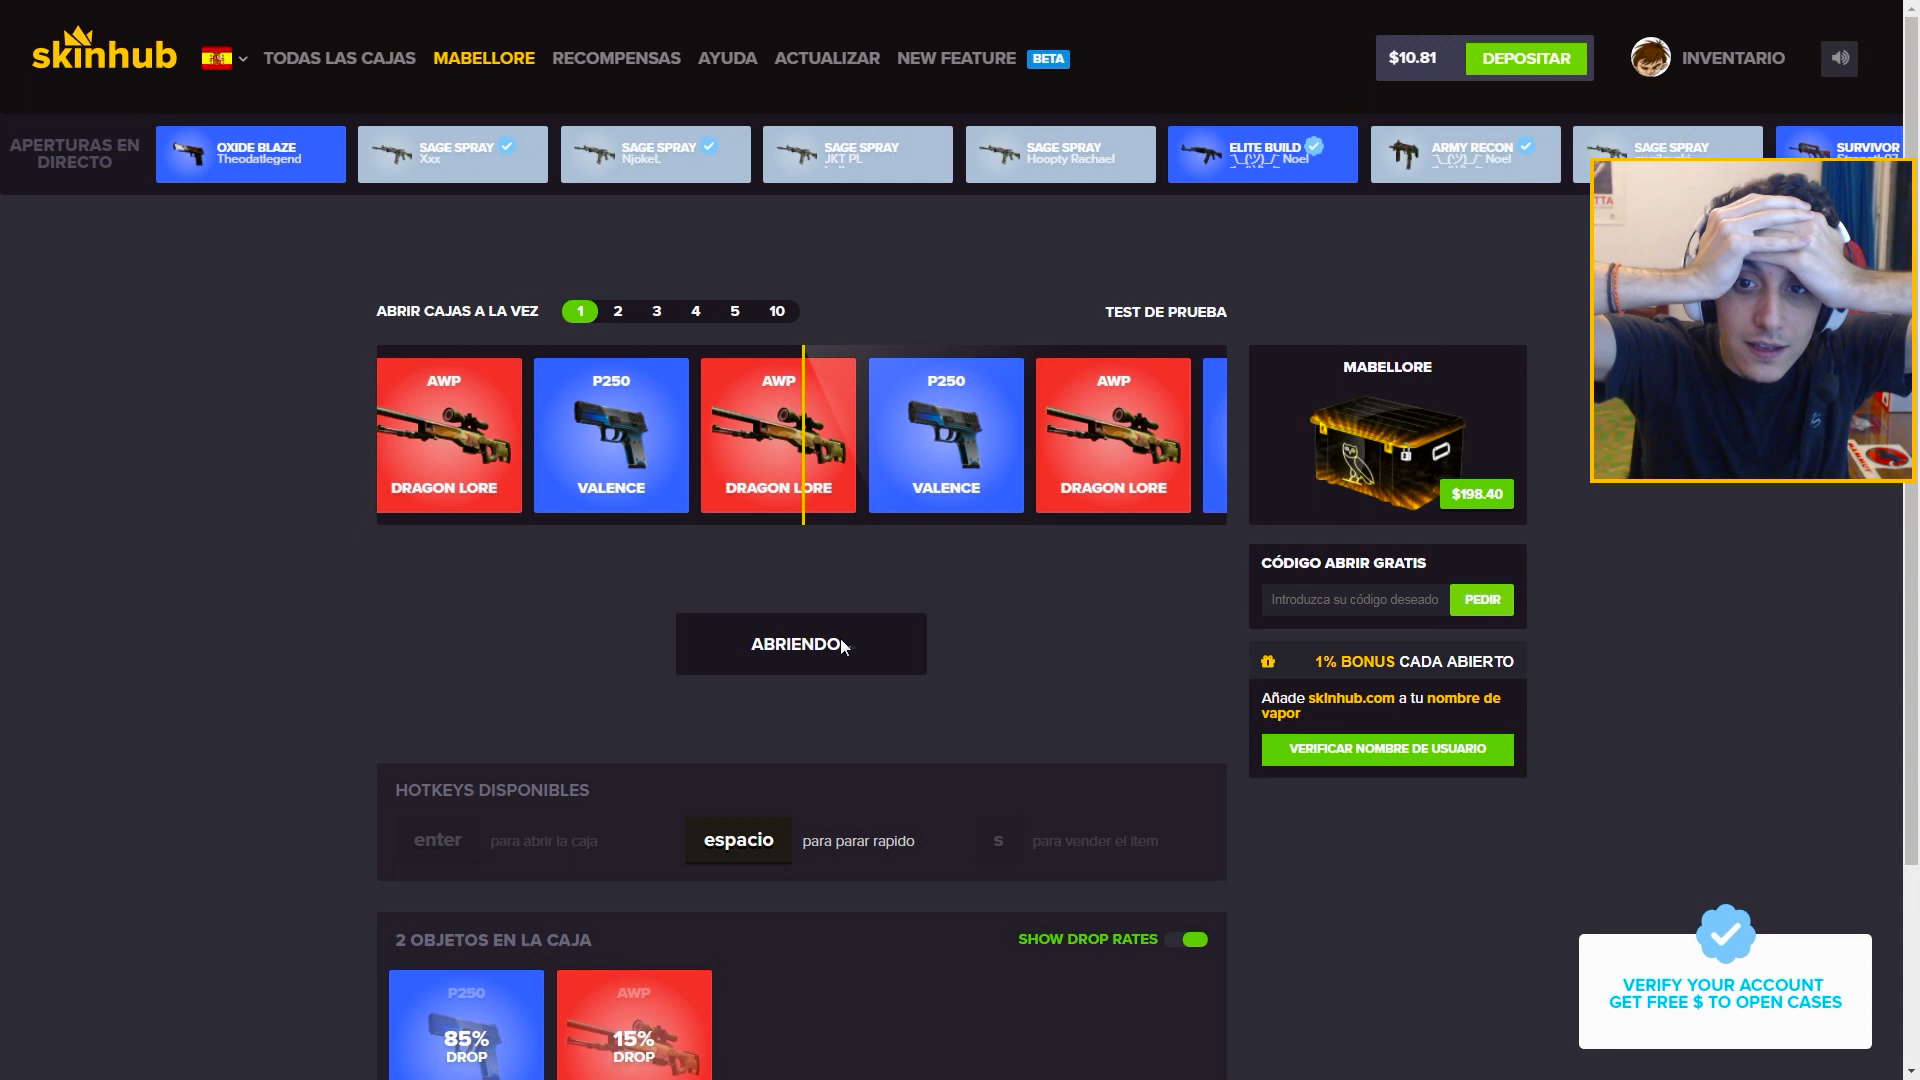 skinhub
TODAS LAS CAJAS
MABELLORE
RECOMPENSAS
AYUDA
ACTUALIZAR
NEW FEATURE
BETA
$10.81
DEPOSITAR
INVENTARIO
APERTURAS EN
DIRECTO
OXIDE BLAZE
Theodatlegend
SAGE SPRAY
Xxx
SAGE SPRAY
NjokeL
SAGE SPRAY
JKT PL
SAGE SPRAY
Hoopty Rachael
ELITE BUILD
¯\_(ツ)_/¯ Noel
ARMY RECON
¯\_(ツ)_/¯ Noel
SAGE SPRAY
SURVIVOR
ABRIR CAJAS A LA VEZ
1 2 3 4 5 10
TEST DE PRUEBA
AWP
DRAGON LORE
P250
VALENCE
AWP
DRAGON LORE
P250
VALENCE
AWP
DRAGON LORE
MABELLORE
$198.40
CÓDIGO ABRIR GRATIS
Introduzca su código deseado
PEDIR
ABRIENDO
1% BONUS CADA ABIERTO
Añade skinhub.com a tu nombre de
vapor
VERIFICAR NOMBRE DE USUARIO
HOTKEYS DISPONIBLES
enter para abrir la caja
espacio para parar rapido
s para vender el item
2 OBJETOS EN LA CAJA
SHOW DROP RATES
P250
85%
DROP
AWP
15%
DROP
VERIFY YOUR ACCOUNT
GET FREE $ TO OPEN CASES